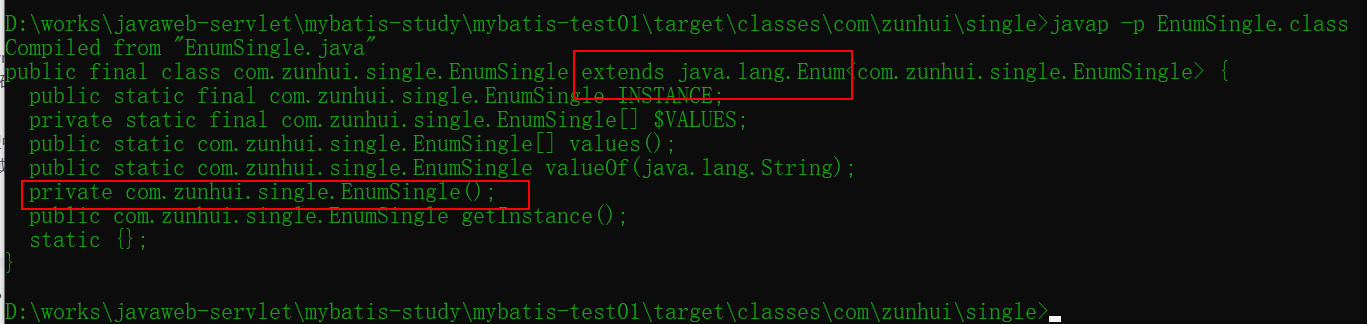 D:\works\javaweb-servlet\mybatis-study\mybatis-test01\target\classes\com\zunhui\single>javap -p EnumSingle.class
Compiled from "EnumSingle.java"
public final class com.zunhui.single.EnumSingle extends java.lang.Enum<com.zunhui.single.EnumSingle> {
  public static final com.zunhui.single.EnumSingle INSTANCE;
  private static final com.zunhui.single.EnumSingle[] $VALUES;
  public static com.zunhui.single.EnumSingle[] values();
  public static com.zunhui.single.EnumSingle valueOf(java.lang.String);
  private com.zunhui.single.EnumSingle();
  public com.zunhui.single.EnumSingle getInstance();
  static {};
}
D:\works\javaweb-servlet\mybatis-study\mybatis-test01\target\classes\com\zunhui\single>